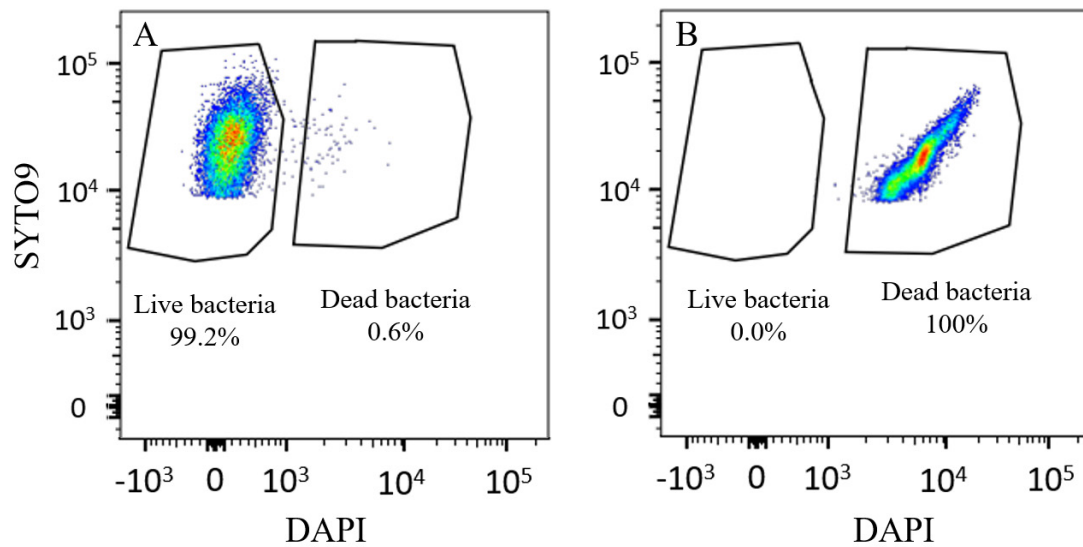 A
B
SYTO9
10⁵
10⁴
10³
0
Live bacteria
99.2%
Dead bacteria
0.6%
-10³ 0 10³ 10⁴ 10⁵
DAPI
10⁵
10⁴
10³
0
Live bacteria
0.0%
Dead bacteria
100%
-10³ 0 10³ 10⁴ 10⁵
DAPI